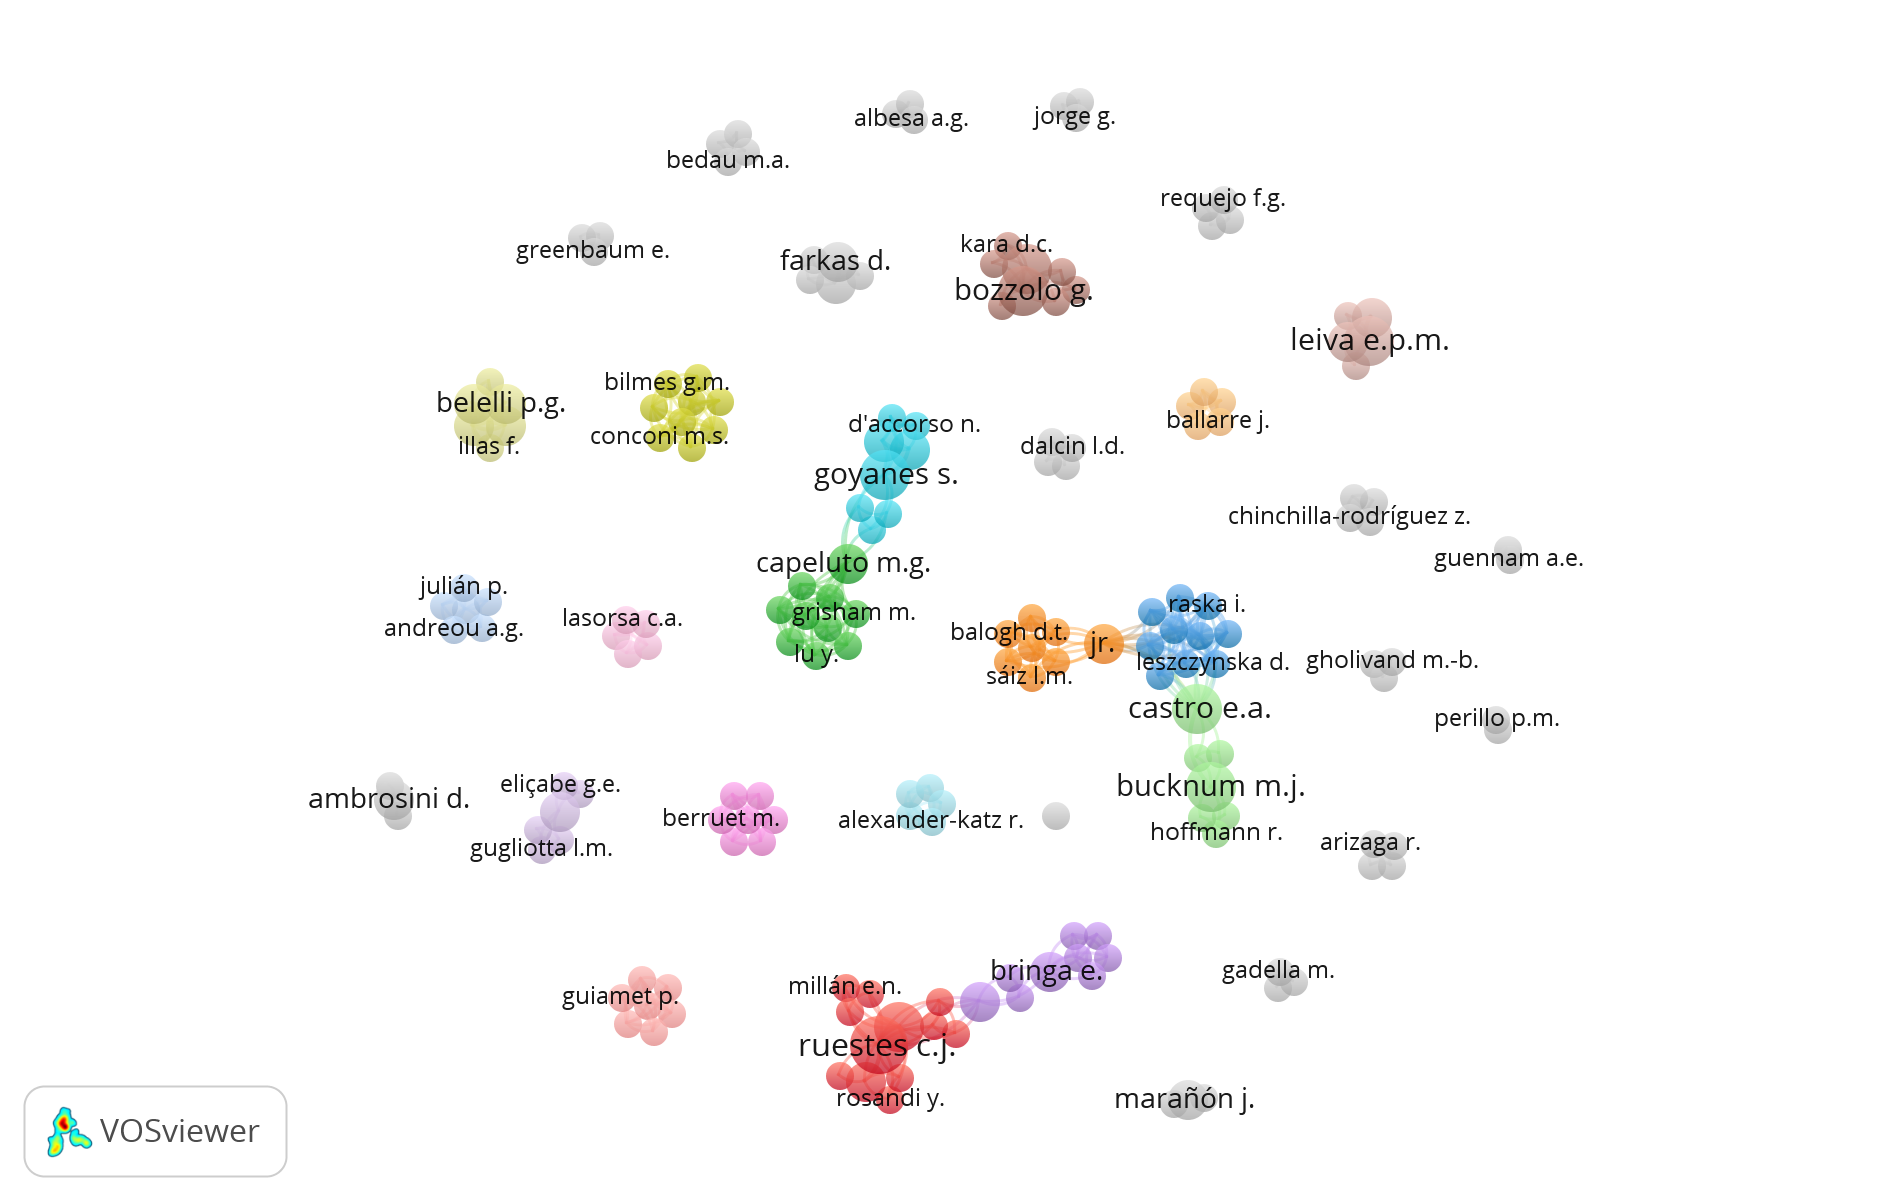 albesa a.g.
jorge g.
bedau m.a.
requejo f.g.
greenbaum e.
farkas d.
kara d.c.
bozzolo g.
leiva e.p.m.
belelli p.g.
illas f.
bilmes g.m.
conconi m.s.
d'accorso n.
goyanes s.
dalcin l.d.
ballarre j.
chinchilla-rodríguez z.
guennam a.e.
capeluto m.g.
grisham m.
lu y.
julián p.
andreou a.g.
lasorsa c.a.
balogh d.t.
jr.
sáiz l.m.
raska i.
leszczynska d.
gholivand m.-b.
castro e.a.
perillo p.m.
ambrosini d.
eliçabe g.e.
gugliotta l.m.
berruet m.
alexander-katz r.
bucknum m.j.
hoffmann r.
arizaga r.
guiamet p.
millán e.n.
bringa e.
ruestes c.j.
rosandi y.
gadella m.
marañón j.
VOSviewer